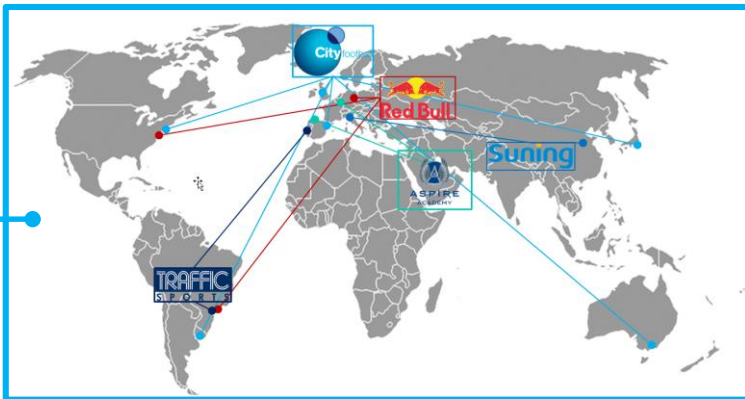 City football
Red Bull
Suning
ASPIRE
ACADEMY
TRAFFIC
SPORTS